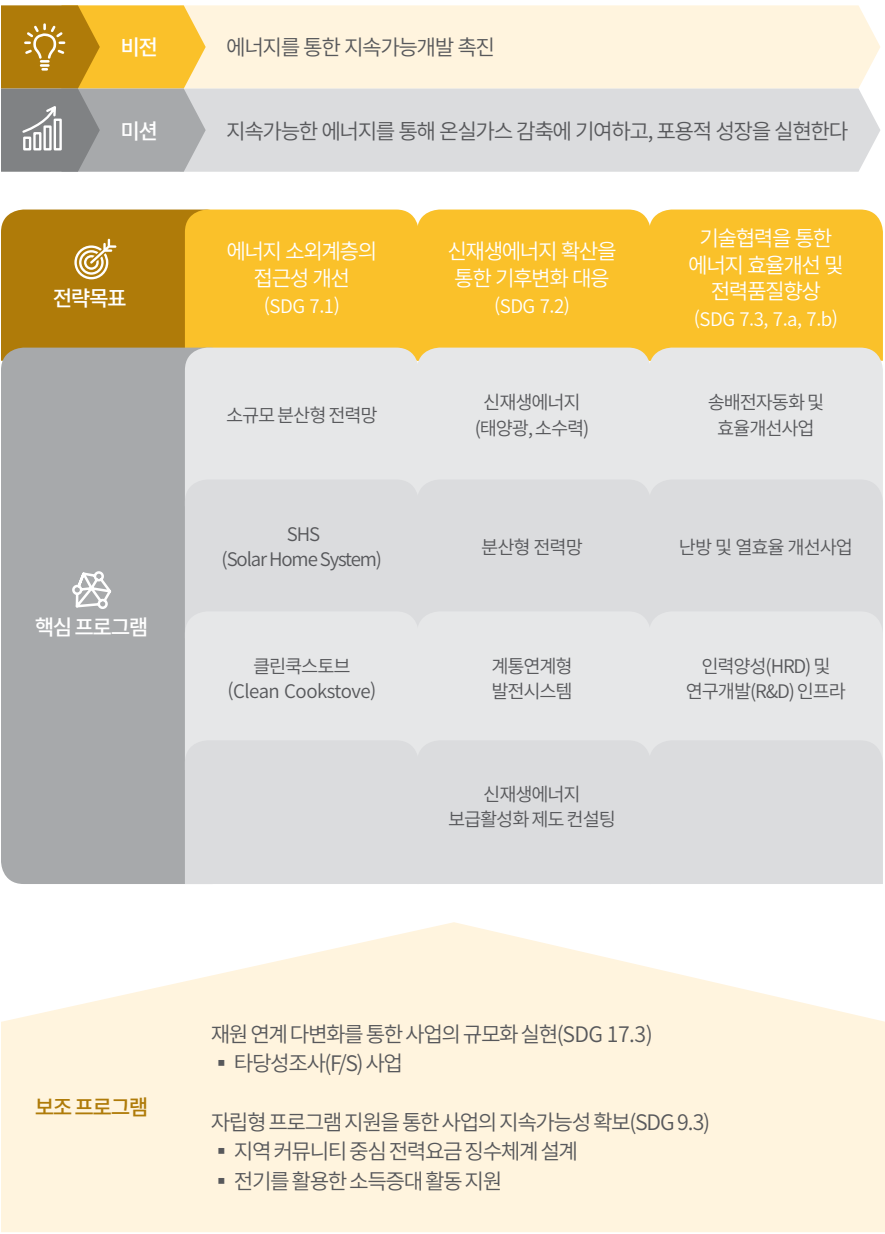 비전
에너지를 통한 지속가능개발 촉진
미션
지속가능한 에너지를 통해 온실가스 감축에 기여하고, 포용적 성장을 실현한다
전략목표
에너지 소외계층의
접근성 개선
(SDG 7.1)
신재생에너지 확산을
통한 기후변화 대응
(SDG 7.2)
기술협력을 통한
에너지 효율개선 및
전력품질향상
(SDG 7.3, 7.a, 7.b)
핵심 프로그램
소규모 분산형 전력망
신재생에너지
(태양광, 소수력)
송배전자동화 및
효율개선사업
SHS
(Solar Home System)
분산형 전력망
난방 및 열효율 개선사업
클린쿡스토브
(Clean Cookstove)
계통연계형
발전시스템
인력양성(HRD) 및
연구개발(R&D) 인프라
신재생에너지
보급활성화 제도 컨설팅
보조 프로그램
재원 연계 다변화를 통한 사업의 규모화 실현(SDG 17.3)
▪ 타당성조사(F/S) 사업
자립형 프로그램 지원을 통한 사업의 지속가능성 확보(SDG 9.3)
▪ 지역 커뮤니티 중심 전력요금 징수체계 설계
▪ 전기를 활용한 소득증대 활동 지원